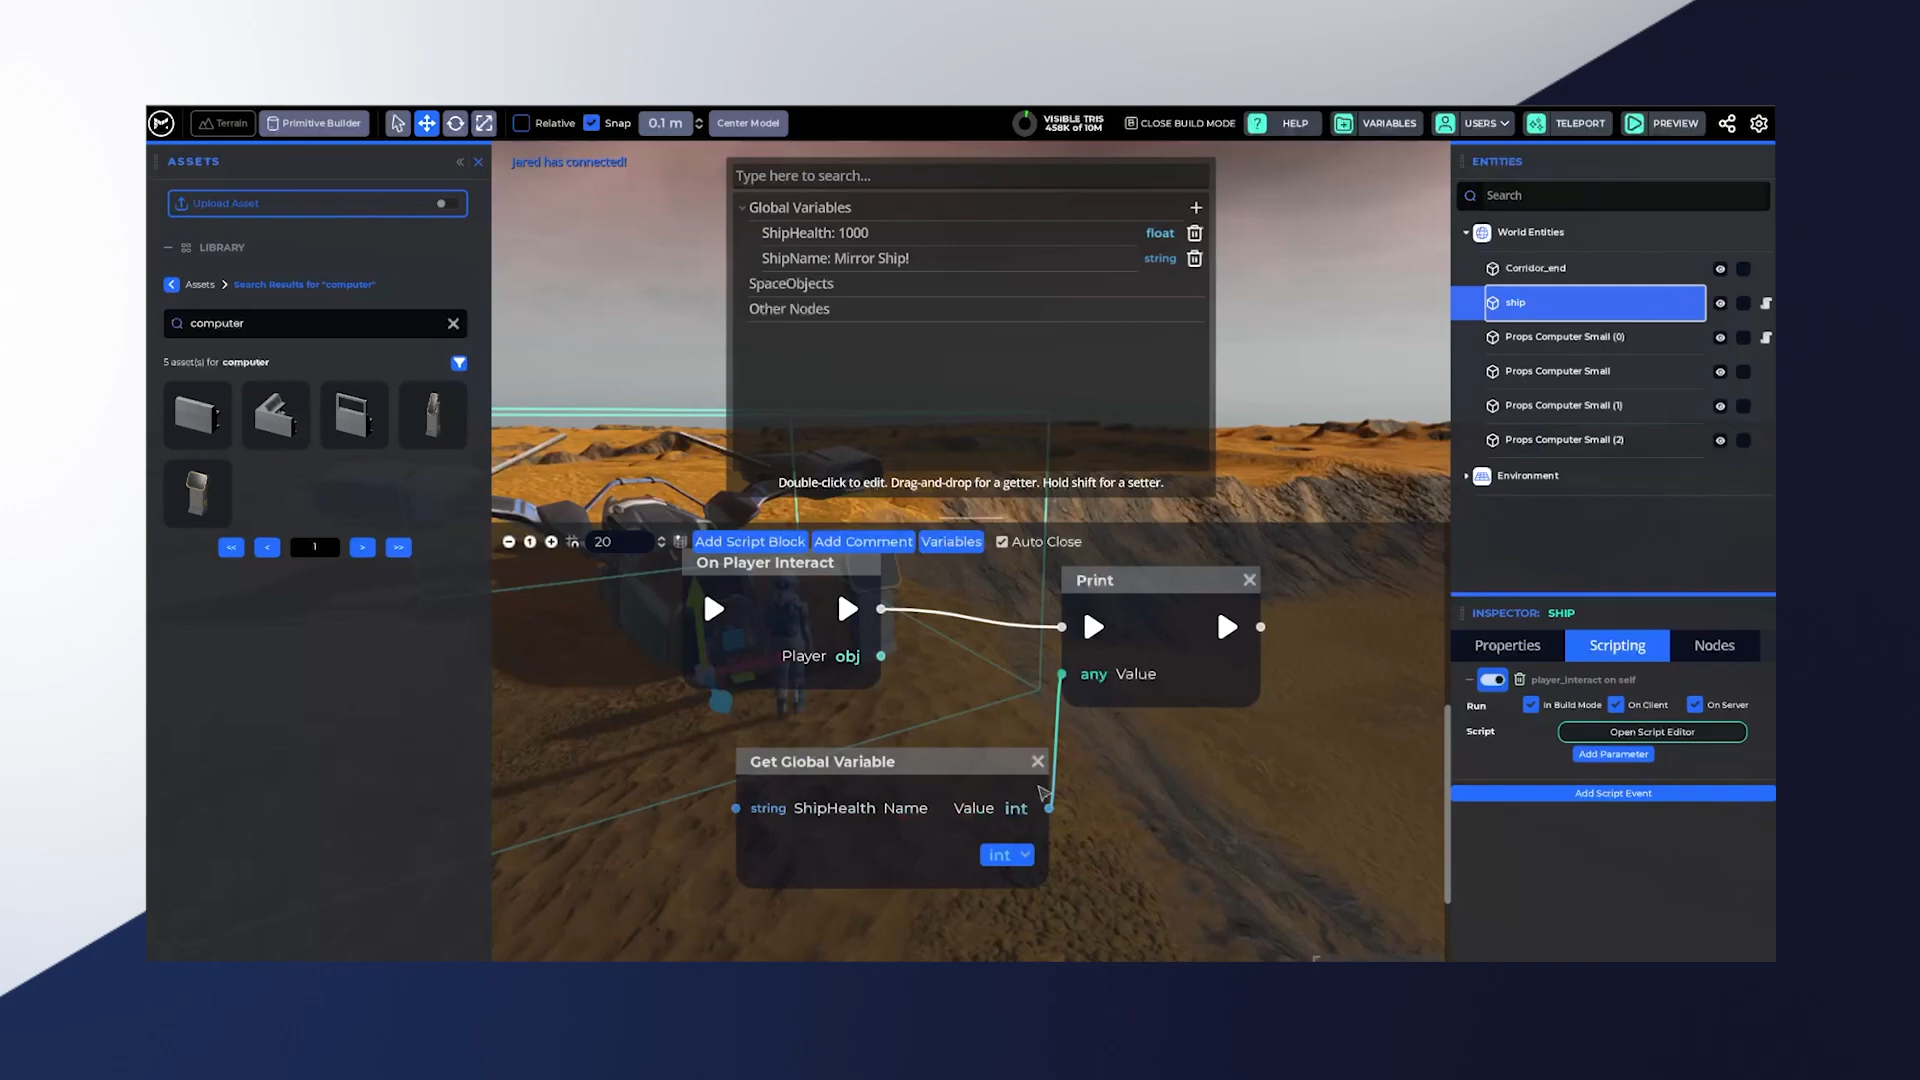 Terrain
Primitive Builder
Relative
Snap
0.1 m
Center Model
VISIBLE TRIS
458K of 10M
B CLOSE BUILD MODE
? HELP
VARIABLES
USERS
TELEPORT
PREVIEW
ASSETS
Upload Asset
LIBRARY
Assets > Search Results for "computer"
computer
5 asset(s) for computer
<< < 1 > >>
Jared has connected!
Type here to search...
Global Variables
ShipHealth: 1000 float
ShipName: Mirror Ship! string
SpaceObjects
Other Nodes
Double-click to edit. Drag-and-drop for a getter. Hold shift for a setter.
20
Add Script Block
Add Comment
Variables
Auto Close
On Player Interact
Player obj
Print
any Value
Get Global Variable
string ShipHealth Name Value int
int
ENTITIES
Search
World Entities
Corridor_end
ship
Props Computer Small (0)
Props Computer Small
Props Computer Small (1)
Props Computer Small (2)
Environment
INSPECTOR: SHIP
Properties
Scripting
Nodes
player_interact on self
Run In Build Mode On Client On Server
Script Open Script Editor
Add Parameter
Add Script Event